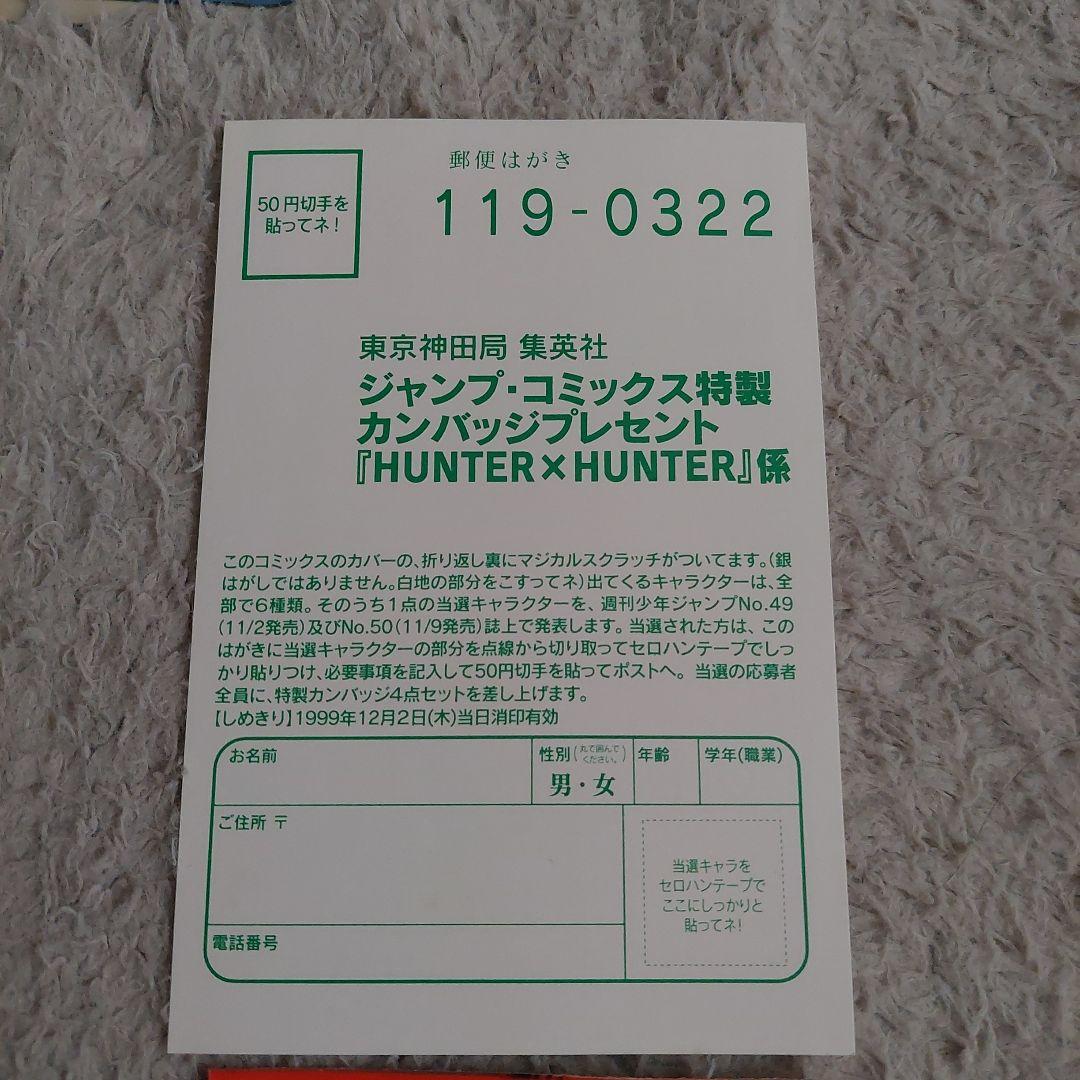 郵便はがき
50円切手を
貼ってネ!
119-0322
東京神田局 集英社
ジャンプ・コミックス特製
カンバッジプレゼント
『HUNTER×HUNTER』係
このコミックスのカバーの、折り返し裏にマジカルスクラッチがついてます。(銀
はがしではありません。白地の部分をこすってネ)出てくるキャラクターは、全
部で6種類。そのうち1点の当選キャラクターを、週刊少年ジャンプNo.49
(11/2発売)及びNo.50(11/9発売)誌上で発表します。当選された方は、この
はがきに当選キャラクターの部分を点線から切り取ってセロハンテープでしっ
かり貼りつけ、必要事項を記入して50円切手を貼ってポストへ。当選の応募者
全員に、特製カンバッジ4点セットを差し上げます。
【しめきり】1999年12月2日(木)当日消印有効
お名前
性別(丸で囲んで
ください。)
男・女
年齢
学年(職業)
ご住所 〒
当選キャラを
セロハンテープで
ここにしっかりと
貼ってネ!
電話番号